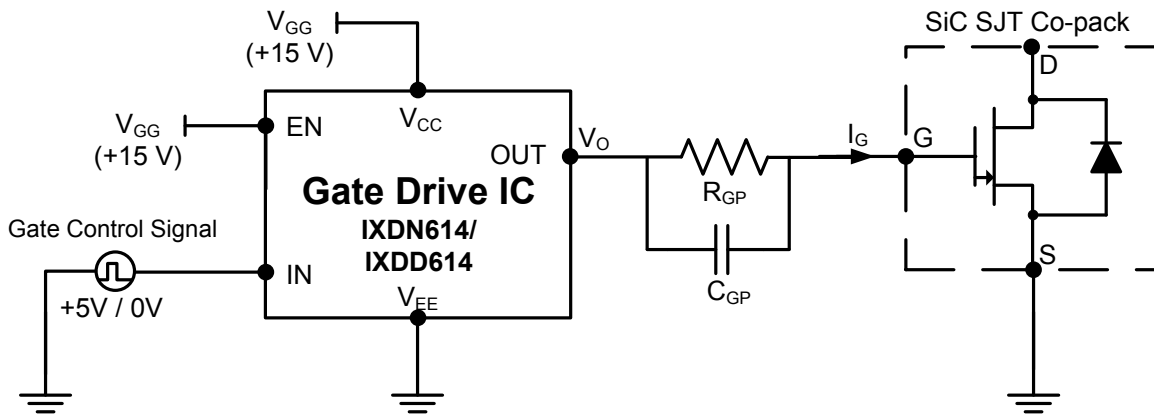 V_GG
(+15 V)
SiC SJT Co-pack
D
V_GG
(+15 V)
EN
V_CC
V_O
OUT
I_G
G
Gate Drive IC
IXDN614/
IXDD614
R_GP
Gate Control Signal
IN
+5V / 0V
V_EE
C_GP
S